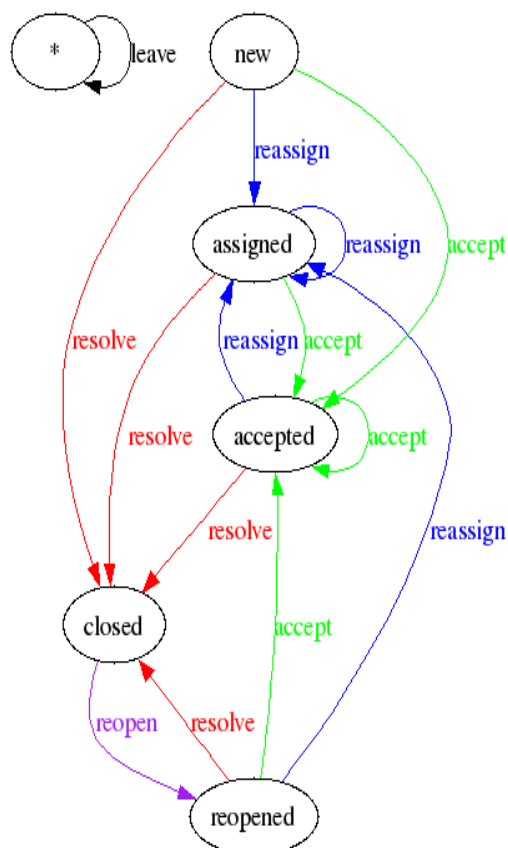 *
leave
new
reassign
assigned
reassign
accept
resolve
reassign
accept
resolve
accepted
accept
resolve
reassign
closed
accept
reopen
resolve
reopened